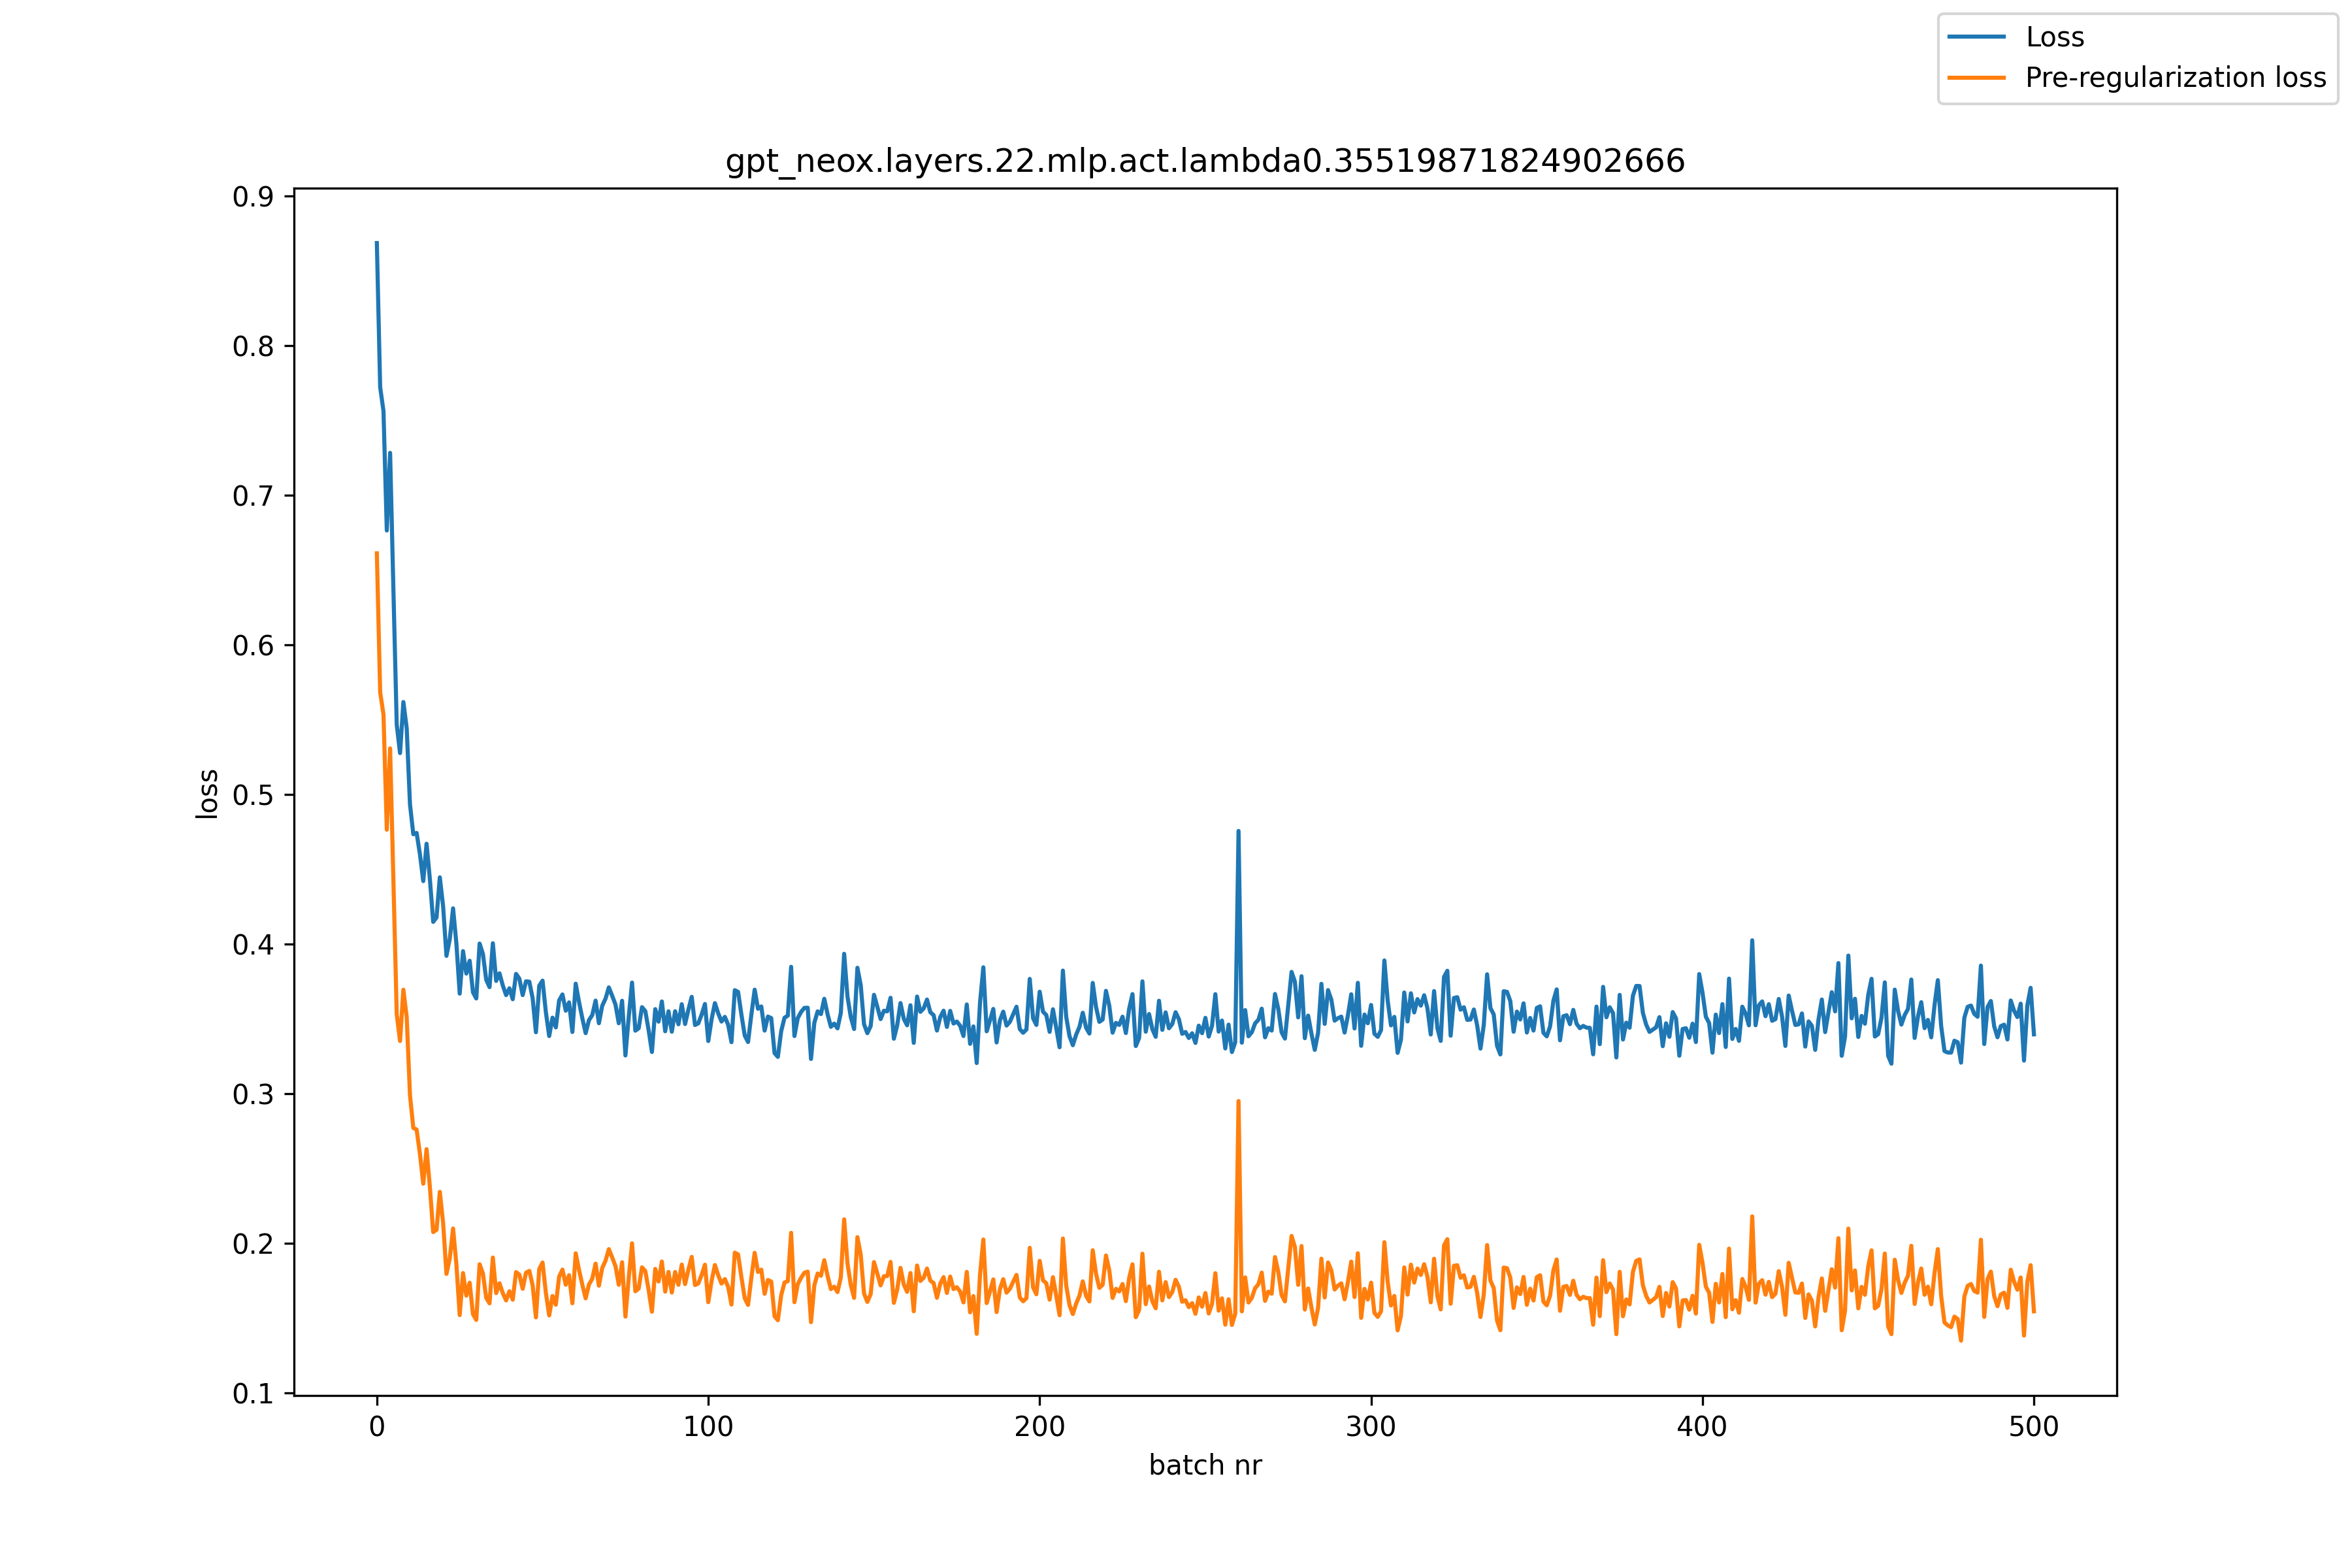 Loss
Pre-regularization loss
gpt_neox.layers.22.mlp.act.lambda0.35519871824902666
0.9
0.8
0.7
0.6
0.5
0.4
0.3
0.2
0.1
loss
0 100 200 300 400 500
batch nr